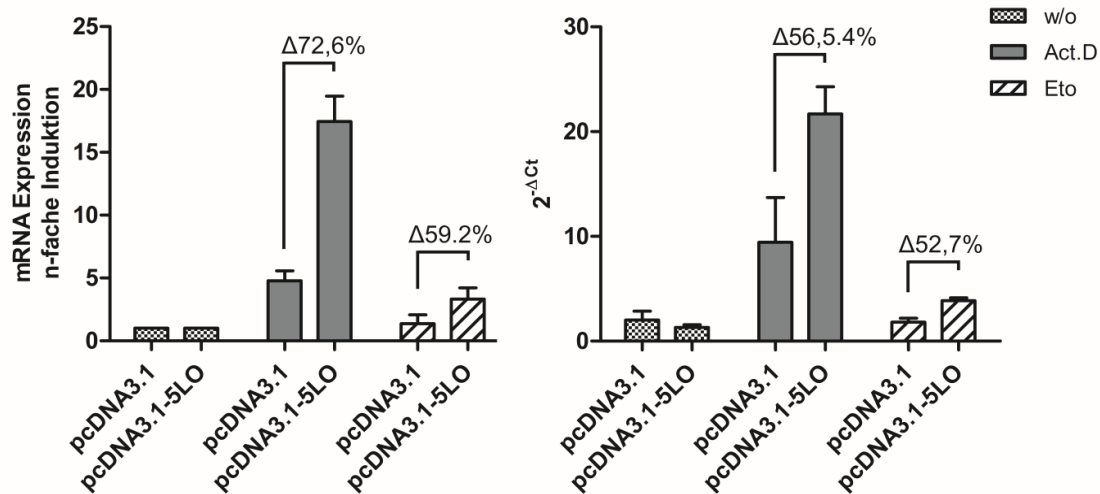 mRNA Expression
n-fache Induktion
25
20
15
10
5
0
Δ72,6%
Δ59.2%
pcDNA3.1
pcDNA3.1-5LO
pcDNA3.1
pcDNA3.1-5LO
pcDNA3.1
pcDNA3.1-5LO
2-ΔCt
30
20
10
0
Δ56,5.4%
Δ52,7%
pcDNA3.1
pcDNA3.1-5LO
pcDNA3.1
pcDNA3.1-5LO
pcDNA3.1
pcDNA3.1-5LO
w/o
Act.D
Eto